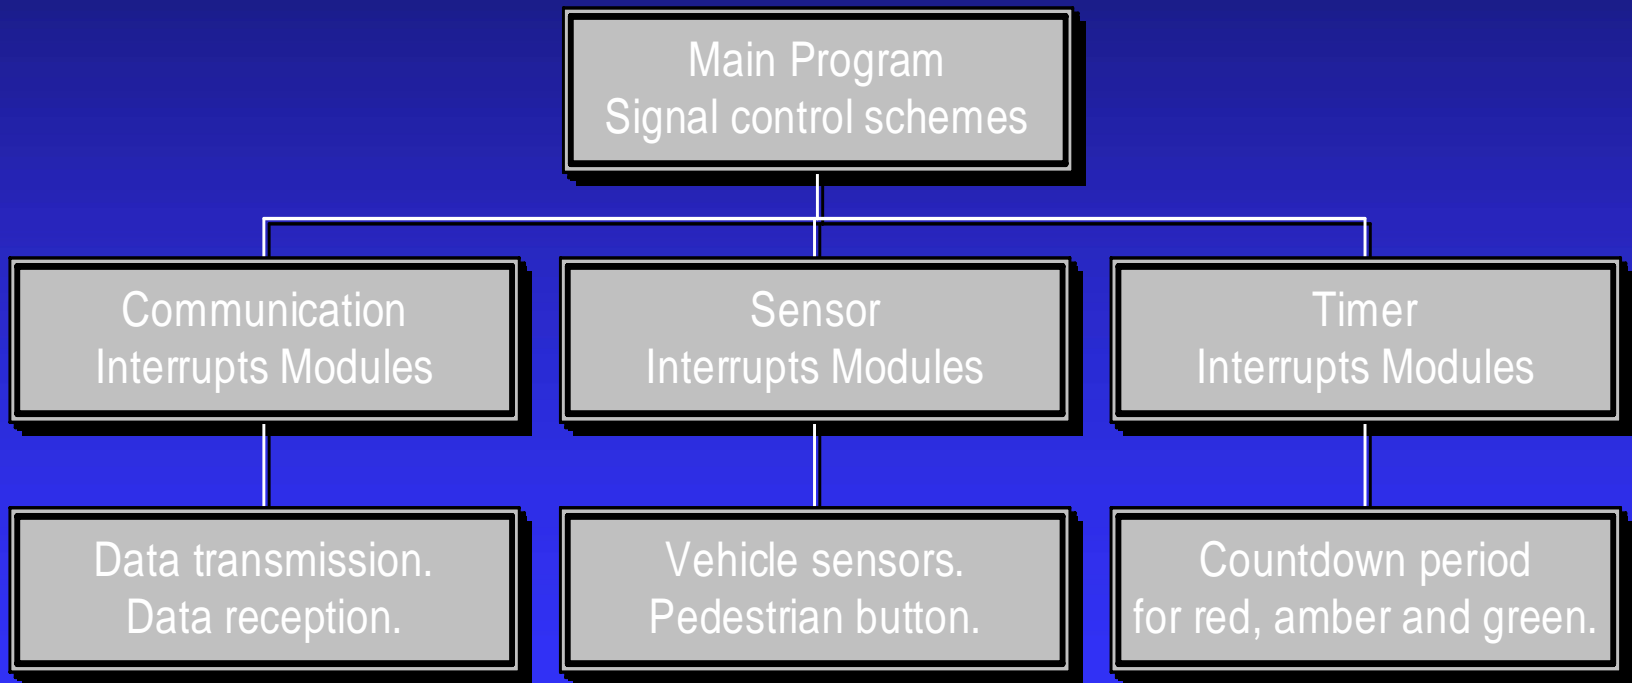 Main Program
Signal control schemes
Communication
Interrupts Modules
Sensor
Interrupts Modules
Timer
Interrupts Modules
Data transmission.
Data reception.
Vehicle sensors.
Pedestrian button.
Countdown period
for red, amber and green.